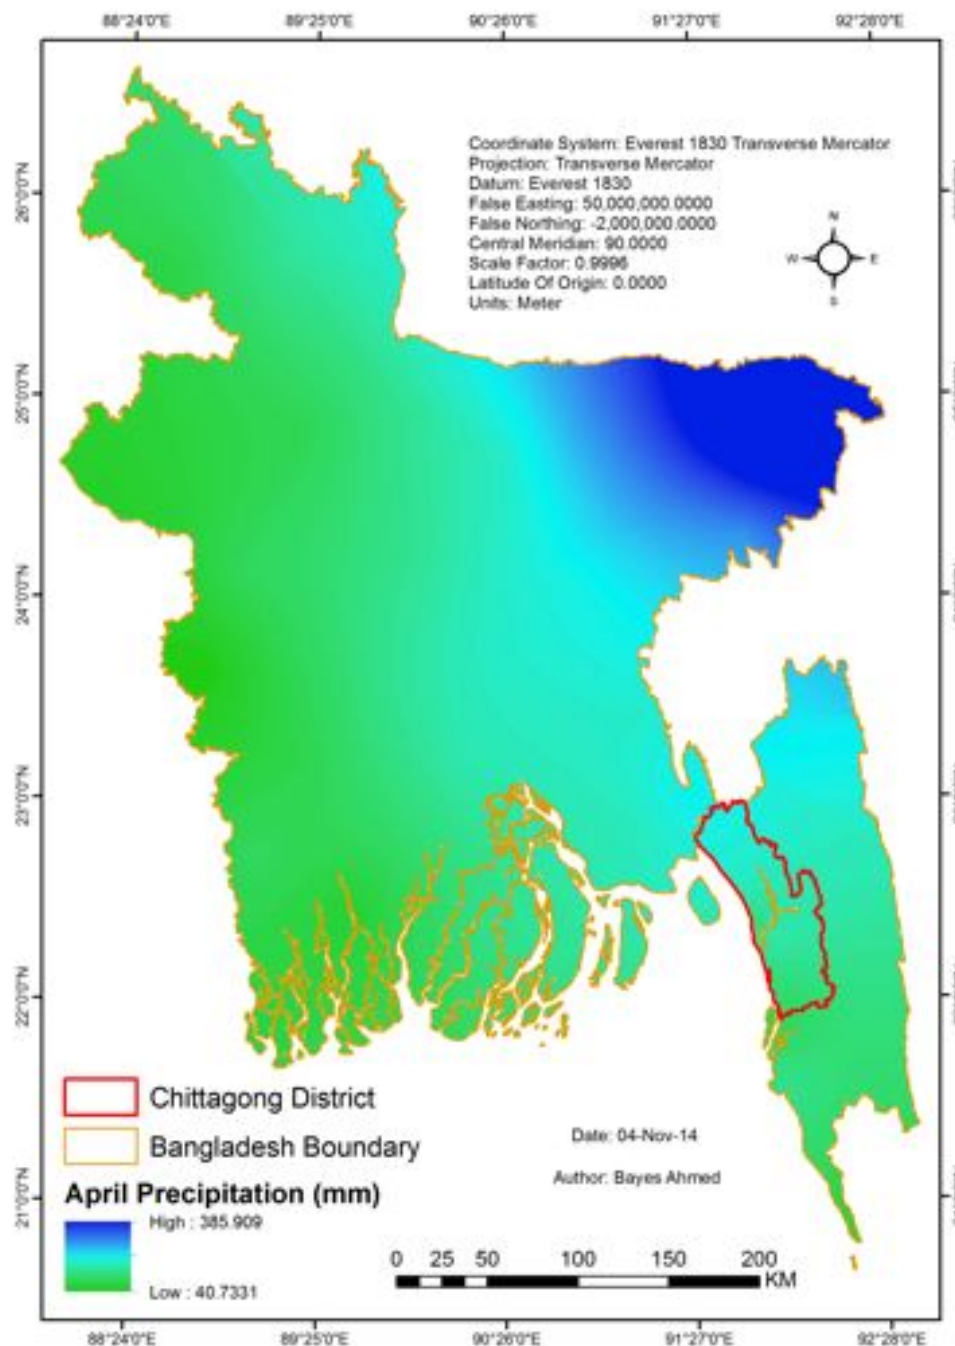 88°24'0"E 89°25'0"E 90°26'0"E 91°27'0"E 92°28'0"E
Coordinate System: Everest 1830 Transverse Mercator
Projection: Transverse Mercator
Datum: Everest 1830
False Easting: 50,000,000.0000
False Northing: -2,000,000.0000
Central Meridian: 90.0000
Scale Factor: 0.9996
Latitude Of Origin: 0.0000
Units: Meter
N
W E
S
26°0'0"N
25°0'0"N
24°0'0"N
23°0'0"N
22°0'0"N
21°0'0"N
Chittagong District
Bangladesh Boundary
April Precipitation (mm)
High : 385.909
Low : 40.7331
Date: 04-Nov-14
Author: Bayes Ahmed
0 25 50 100 150 200
KM
88°24'0"E 89°25'0"E 90°26'0"E 91°27'0"E 92°28'0"E